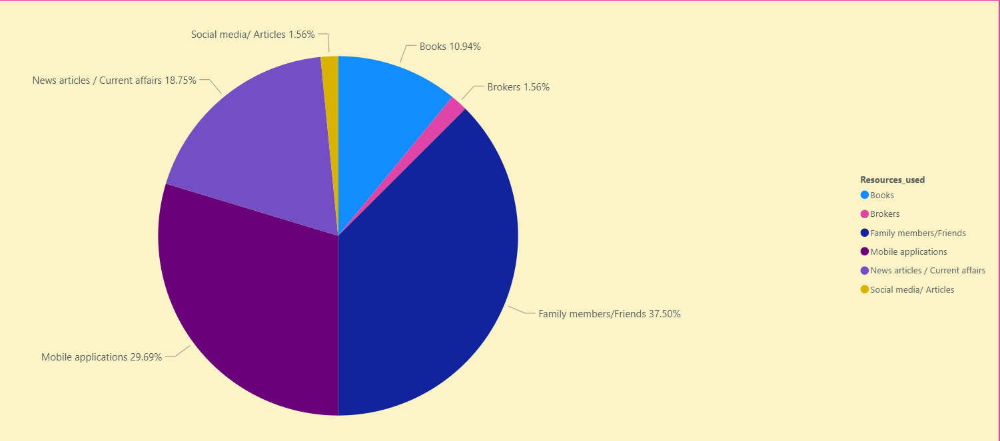 Social media/ Articles 1.56%
Books 10.94%
News articles / Current affairs 18.75%
Brokers 1.56%
Family members/Friends 37.50%
Mobile applications 29.69%
Resources_used
Books
Brokers
Family members/Friends
Mobile applications
News articles / Current affairs
Social media/ Articles